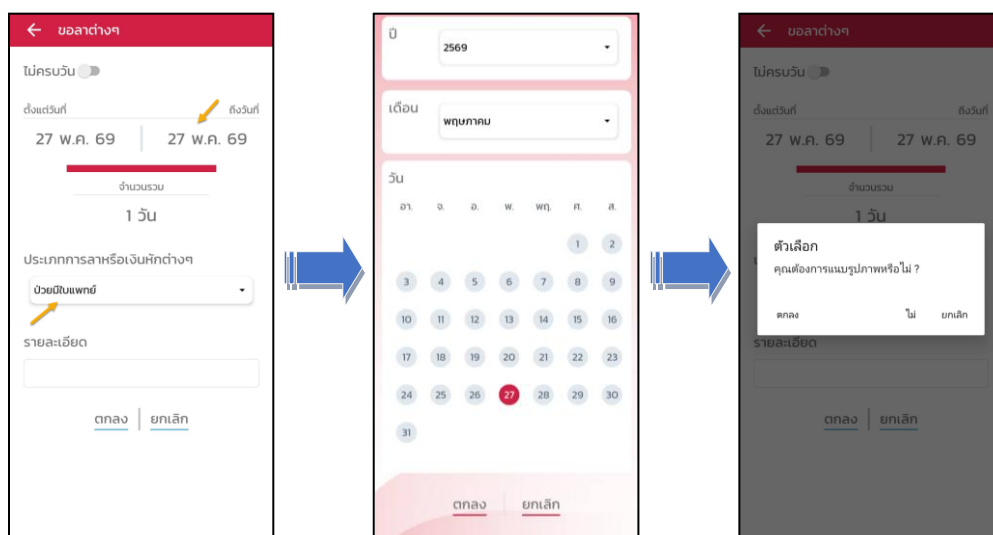 ขอลาต่างๆ
ไม่ครบวัน
ตั้งแต่วันที่ ถึงวันที่
27 พ.ค. 69 27 พ.ค. 69
จำนวนรวม
1 วัน
ประเภทการลาหรือเงินหักต่างๆ
ป่วยมีใบแพทย์
รายละเอียด
ตกลง ยกเลิก
ปี
2569
เดือน
พฤษภาคม
วัน
อา. จ. อ. พ. พฤ. ศ. ส.
1 2
3 4 5 6 7 8 9
10 11 12 13 14 15 16
17 18 19 20 21 22 23
24 25 26 27 28 29 30
31
ตกลง ยกเลิก
ขอลาต่างๆ
ไม่ครบวัน
ตั้งแต่วันที่ ถึงวันที่
27 พ.ค. 69 27 พ.ค. 69
จำนวนรวม
1 วัน
ตัวเลือก
คุณต้องการแนบรูปภาพหรือไม่ ?
ตกลง ไม่ ยกเลิก
รายละเอียด
ตกลง ยกเลิก